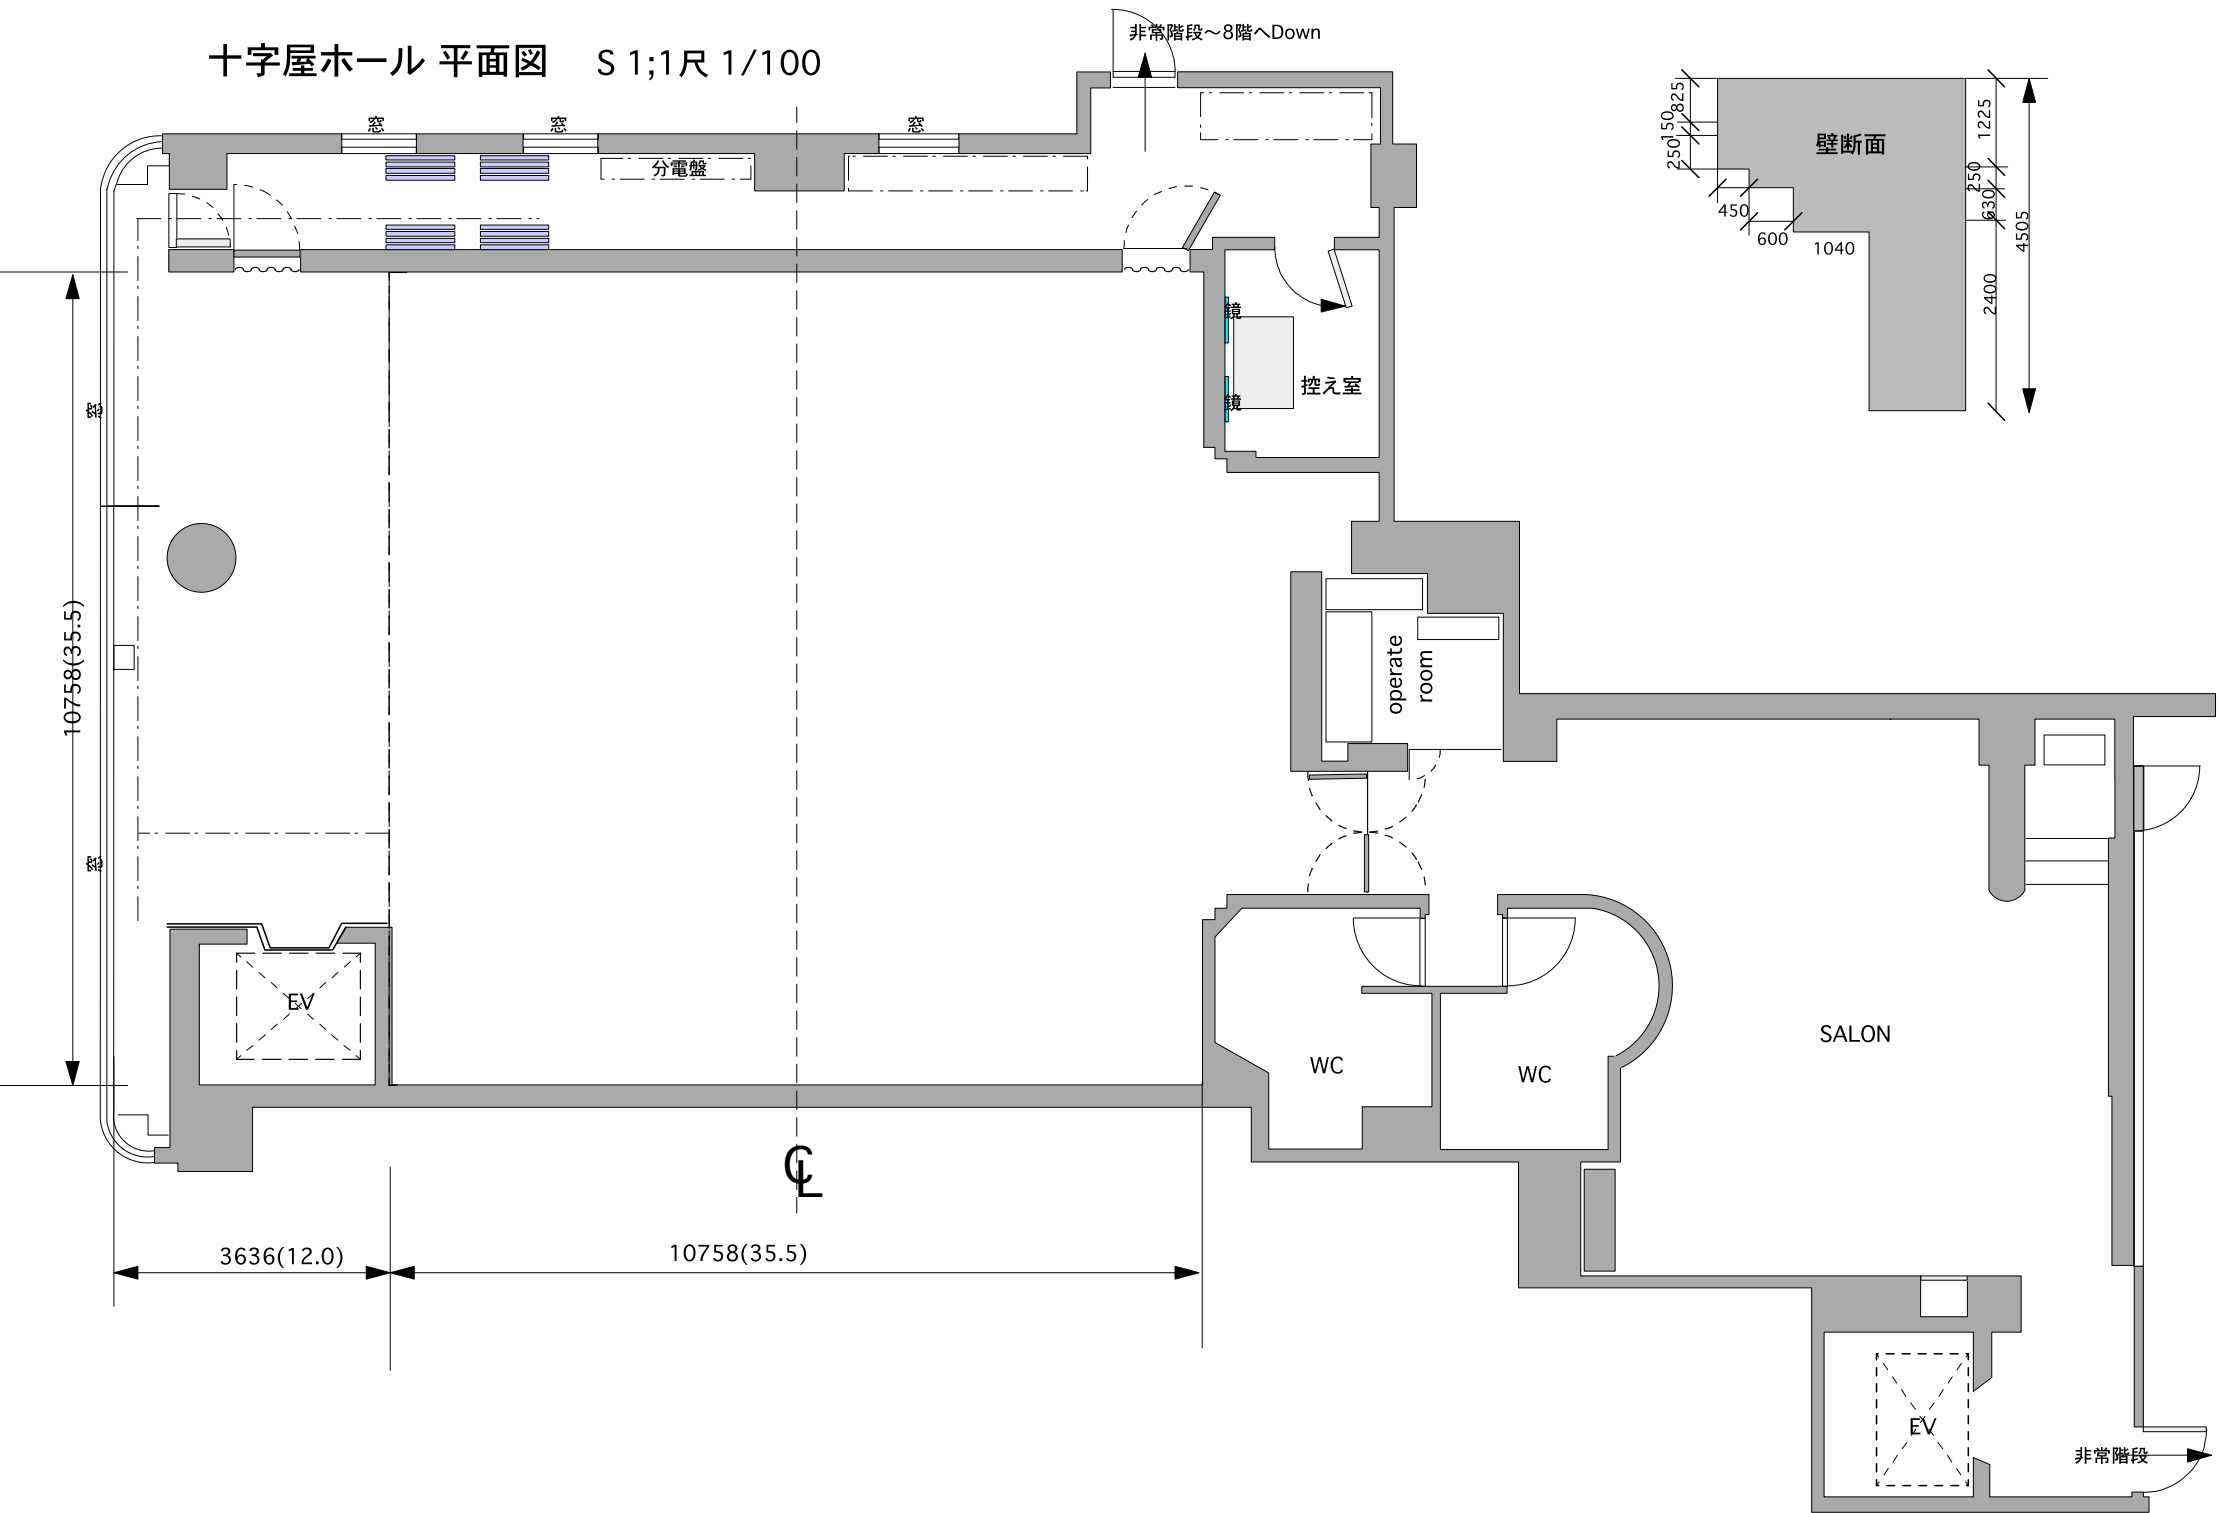 非常階段〜8階へDown
十字屋ホール 平面図 S 1;1尺 1/100
窓
窓
窓
分電盤
825
150
250
450
600
1040
壁断面
1225
250
630
2400
4505
鏡
鏡
控え室
窓
10758(35.5)
窓
operate
room
EV
WC
WC
SALON
CL
3636(12.0)
10758(35.5)
EV
非常階段